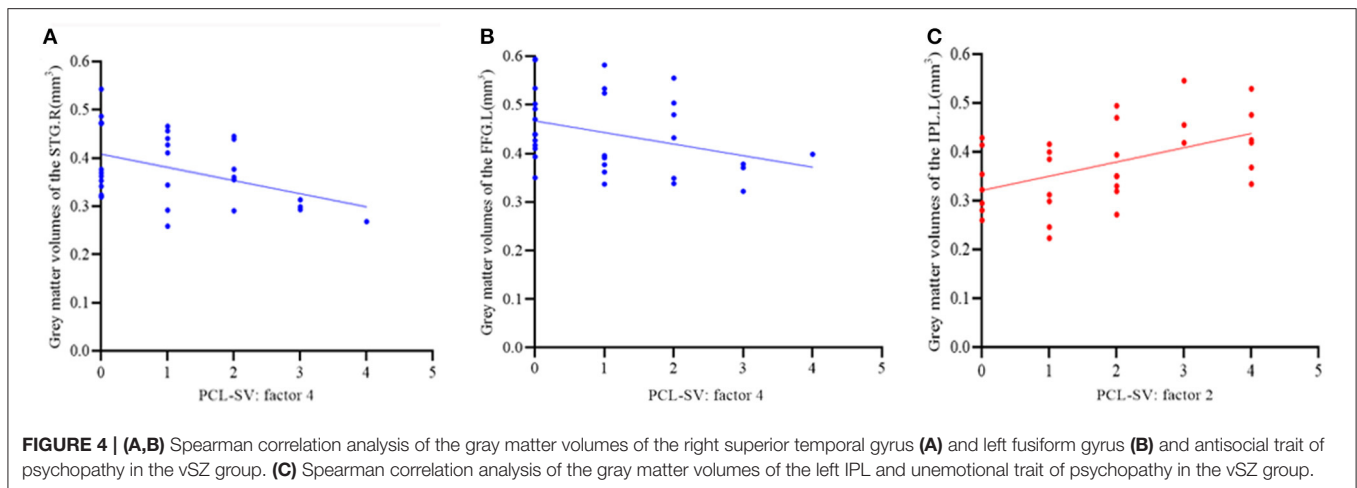 A
Grey matter volumes of the STG.R(mm³)
0.6
0.5
0.4
0.3
0.2
0.1
0.0
0 1 2 3 4 5
PCL-SV: factor 4
B
Grey matter volumes of the FFG.L(mm³)
0.6
0.5
0.4
0.3
0.2
0.1
0.0
0 1 2 3 4 5
PCL-SV: factor 4
C
Grey matter volumes of the IPL.L(mm³)
0.6
0.5
0.4
0.3
0.2
0.1
0.0
0 1 2 3 4 5
PCL-SV: factor 2
FIGURE 4 | (A,B) Spearman correlation analysis of the gray matter volumes of the right superior temporal gyrus (A) and left fusiform gyrus (B) and antisocial trait of
psychopathy in the vSZ group. (C) Spearman correlation analysis of the gray matter volumes of the left IPL and unemotional trait of psychopathy in the vSZ group.